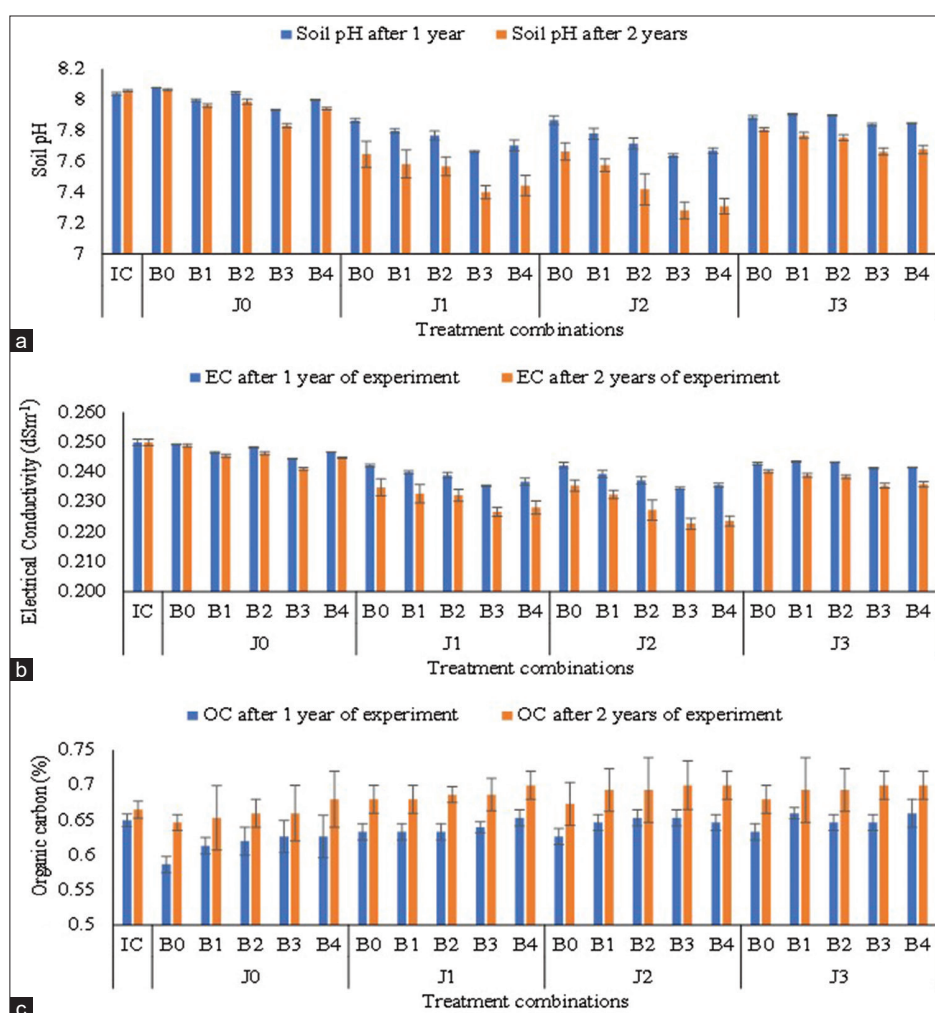 Soil pH after 1 year Soil pH after 2 years
Soil pH
8.2
8
7.8
7.6
7.4
7.2
7
IC B0 B1 B2 B3 B4 B0 B1 B2 B3 B4 B0 B1 B2 B3 B4 B0 B1 B2 B3 B4
J0 J1 J2 J3
Treatment combinations
a
EC after 1 year of experiment EC after 2 years of experiment
Electrical Conductivity (dSm⁻¹)
0.260
0.250
0.240
0.230
0.220
0.210
0.200
IC B0 B1 B2 B3 B4 B0 B1 B2 B3 B4 B0 B1 B2 B3 B4 B0 B1 B2 B3 B4
J0 J1 J2 J3
Treatment combinations
b
OC after 1 year of experiment OC after 2 years of experiment
Organic carbon (%)
0.75
0.7
0.65
0.6
0.55
0.5
IC B0 B1 B2 B3 B4 B0 B1 B2 B3 B4 B0 B1 B2 B3 B4 B0 B1 B2 B3 B4
J0 J1 J2 J3
Treatment combinations
c